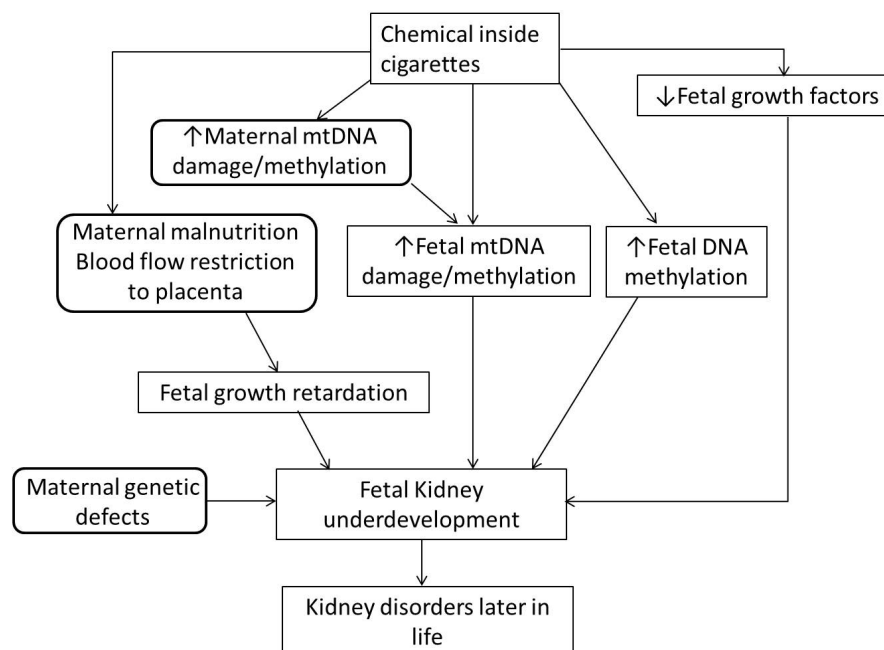 Chemical inside
cigarettes
↓Fetal growth factors
↑Maternal mtDNA
damage/methylation
Maternal malnutrition
Blood flow restriction
to placenta
↑Fetal mtDNA
damage/methylation
↑Fetal DNA
methylation
Fetal growth retardation
Maternal genetic
defects
Fetal Kidney
underdevelopment
Kidney disorders later in
life